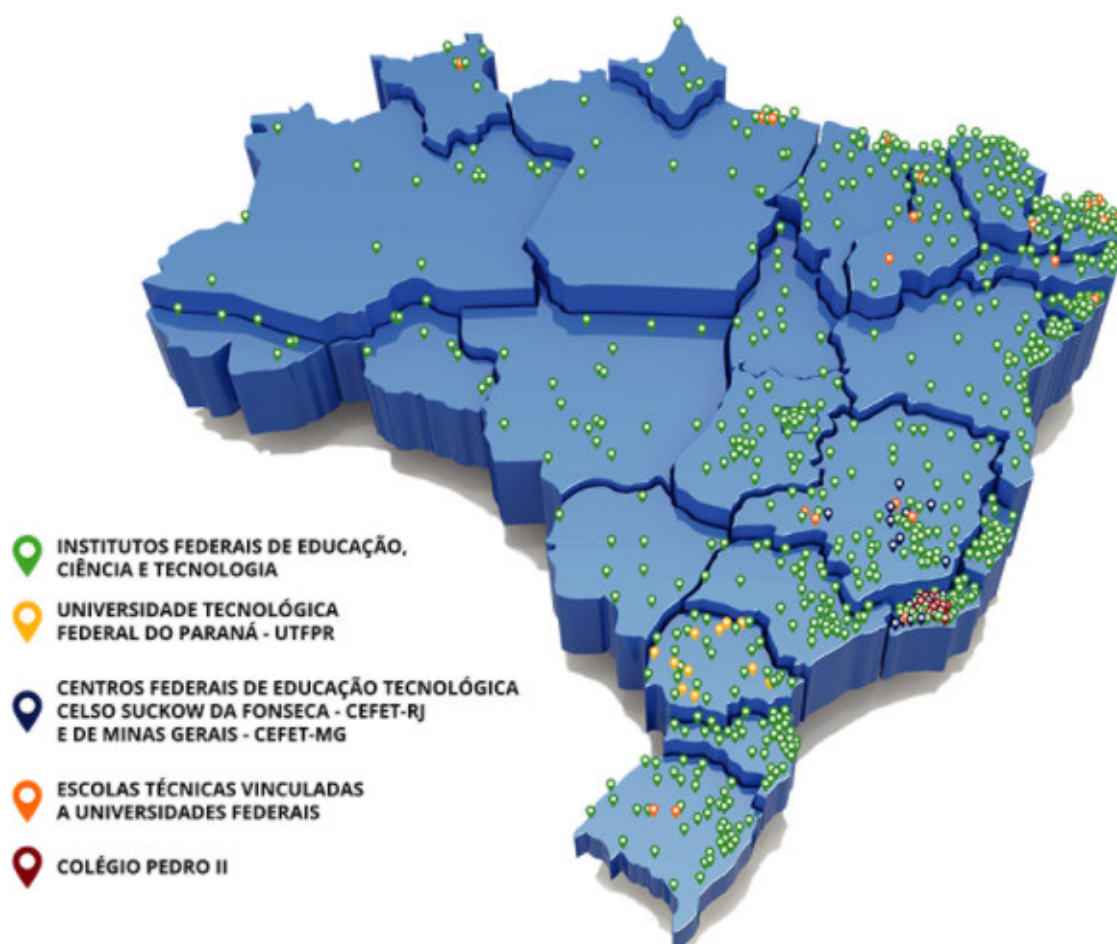 INSTITUTOS FEDERAIS DE EDUCAÇÃO,
CIÊNCIA E TECNOLOGIA
UNIVERSIDADE TECNOLÓGICA
FEDERAL DO PARANÁ - UTFPR
CENTROS FEDERAIS DE EDUCAÇÃO TECNOLÓGICA
CELSO SUCKOW DA FONSECA - CEFET-RJ
E DE MINAS GERAIS - CEFET-MG
ESCOLAS TÉCNICAS VINCULADAS
A UNIVERSIDADES FEDERAIS
COLÉGIO PEDRO II